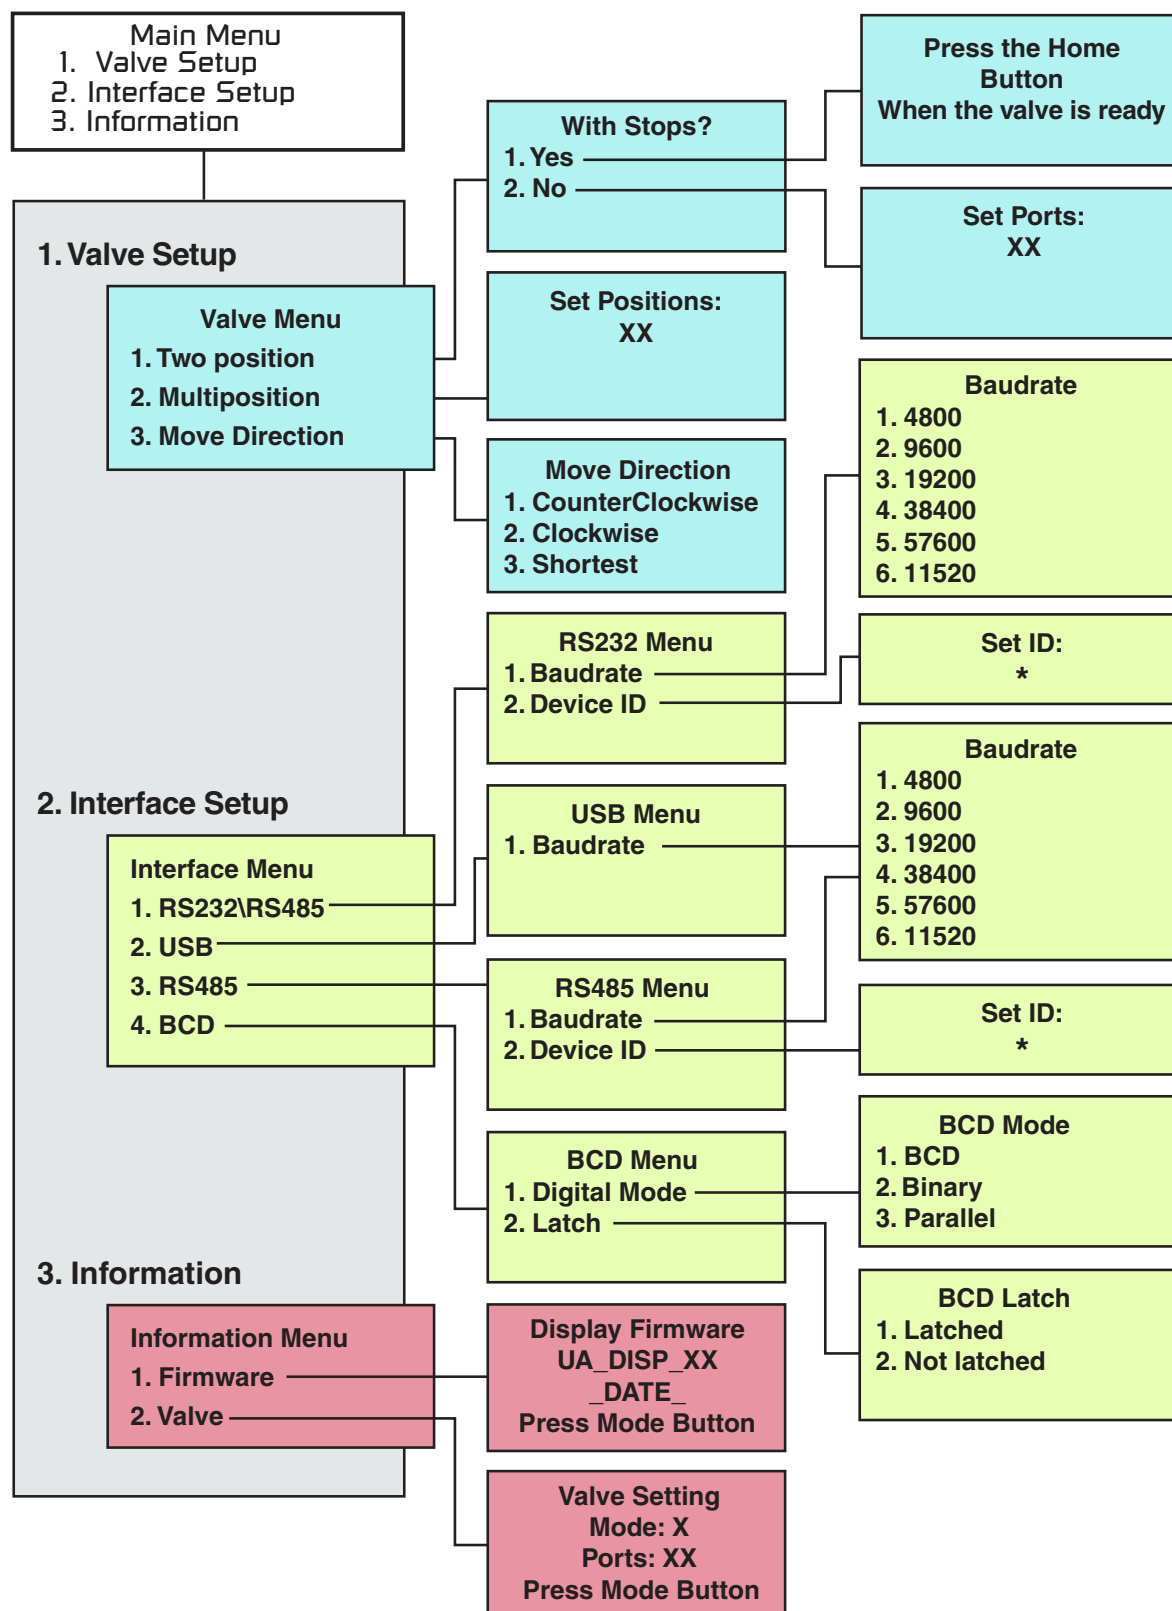 Main Menu
1. Valve Setup
2. Interface Setup
3. Information
1. Valve Setup
Valve Menu
1. Two position
2. Multiposition
3. Move Direction
With Stops?
1. Yes
2. No
Press the Home
Button
When the valve is ready
Set Ports:
XX
Set Positions:
XX
Move Direction
1. CounterClockwise
2. Clockwise
3. Shortest
2. Interface Setup
Interface Menu
1. RS232\RS485
2. USB
3. RS485
4. BCD
RS232 Menu
1. Baudrate
2. Device ID
Baudrate
1. 4800
2. 9600
3. 19200
4. 38400
5. 57600
6. 11520
Set ID:
*
USB Menu
1. Baudrate
Baudrate
1. 4800
2. 9600
3. 19200
4. 38400
5. 57600
6. 11520
RS485 Menu
1. Baudrate
2. Device ID
Set ID:
*
BCD Menu
1. Digital Mode
2. Latch
BCD Mode
1. BCD
2. Binary
3. Parallel
BCD Latch
1. Latched
2. Not latched
3. Information
Information Menu
1. Firmware
2. Valve
Display Firmware
UA_DISP_XX
_DATE_
Press Mode Button
Valve Setting
Mode: X
Ports: XX
Press Mode Button